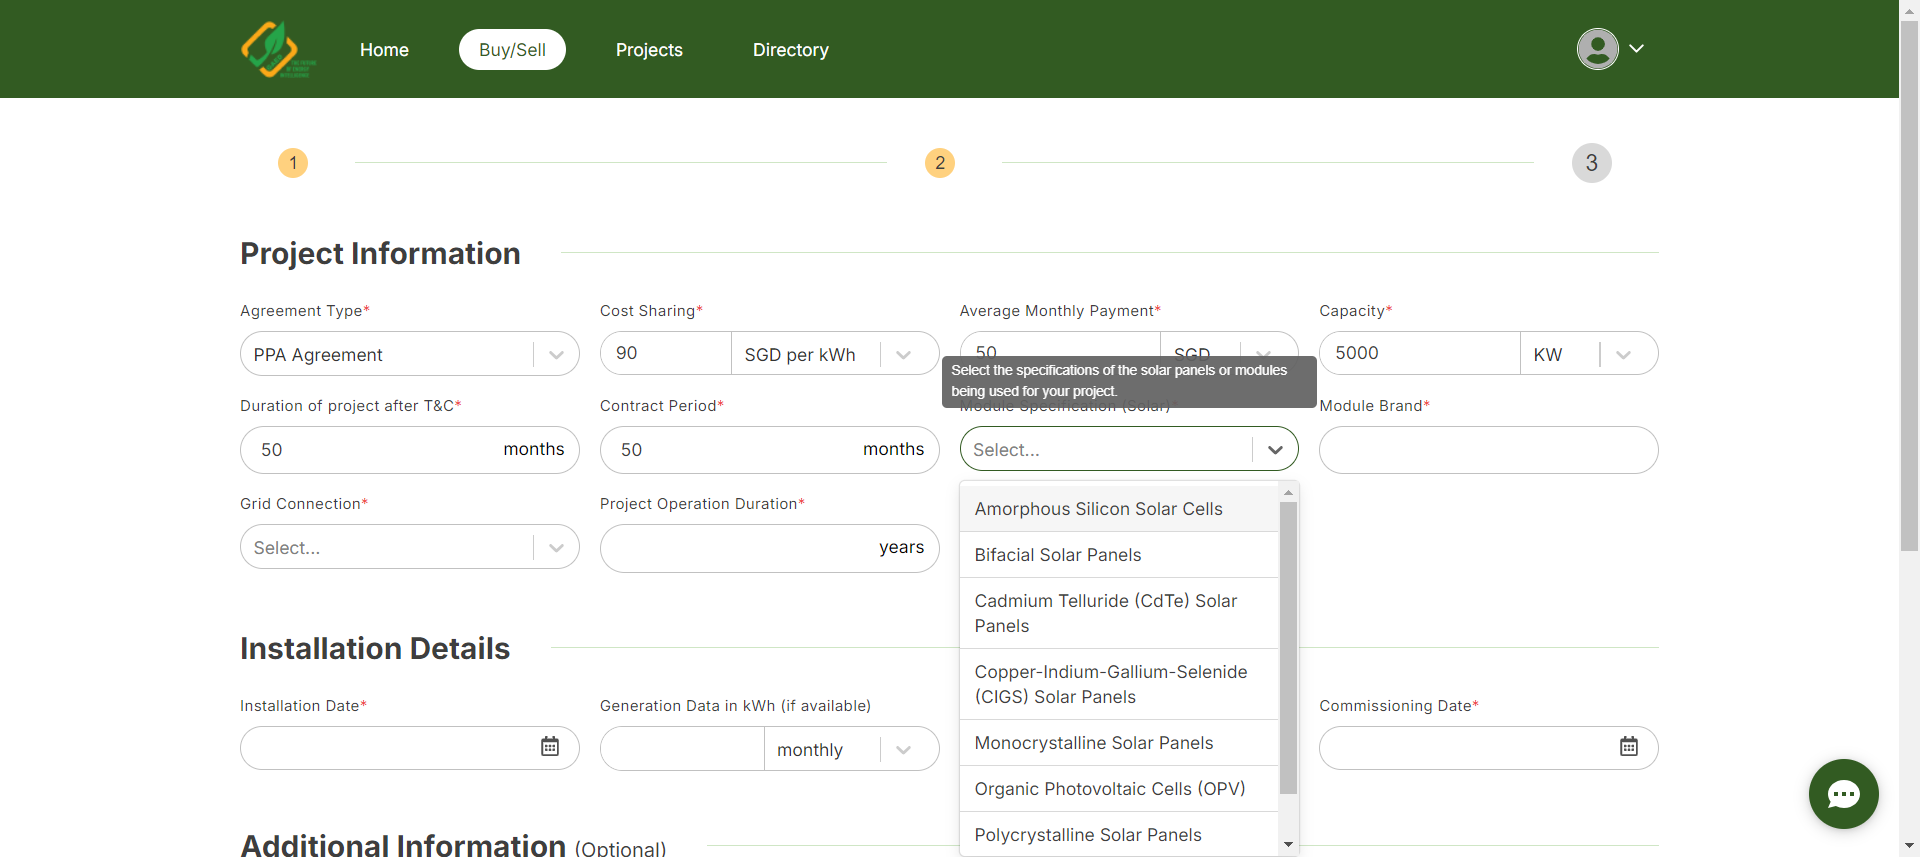 Home
Buy/Sell
Projects
Directory
1
2
3
Project Information
Agreement Type*
Cost Sharing*
Average Monthly Payment*
Capacity*
PPA Agreement
90
SGD per kWh
50
SGD
5000
KW
Select the specifications of the solar panels or modules
being used for your project.
Duration of project after T&C*
Contract Period*
Module Specification (Solar)*
Module Brand*
50
months
50
months
Select...
Grid Connection*
Project Operation Duration*
Select...
years
Amorphous Silicon Solar Cells
Bifacial Solar Panels
Cadmium Telluride (CdTe) Solar
Panels
Copper-Indium-Gallium-Selenide
(CIGS) Solar Panels
Monocrystalline Solar Panels
Organic Photovoltaic Cells (OPV)
Polycrystalline Solar Panels
Installation Details
Installation Date*
Generation Data in kWh (if available)
Commissioning Date*
monthly
Additional Information (Optional)